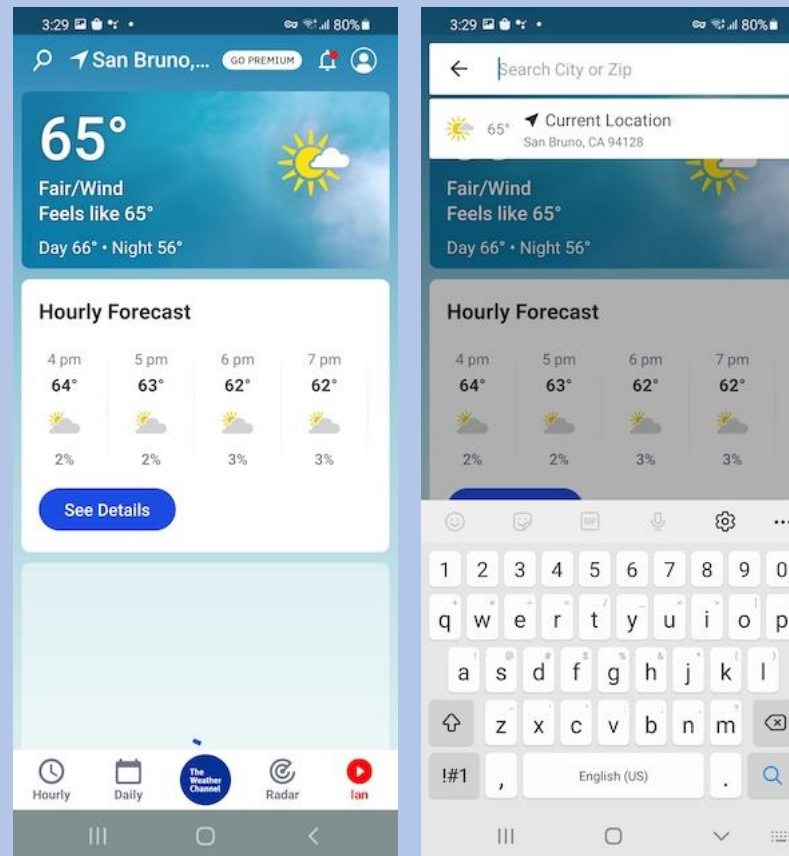 3:29
80%
San Bruno,... GO PREMIUM
65°
Fair/Wind
Feels like 65°
Day 66° • Night 56°
Hourly Forecast
4 pm 5 pm 6 pm 7 pm
64° 63° 62° 62°
2% 2% 3% 3%
See Details
The
Weather
Channel
Hourly Daily Radar Ian
3:29
80%
Search City or Zip
65° Current Location
San Bruno, CA 94128
Fair/Wind
Feels like 65°
Day 66° • Night 56°
Hourly Forecast
4 pm 5 pm 6 pm 7 pm
64° 63° 62° 62°
2% 2% 3% 3%
GIF
1 2 3 4 5 6 7 8 9 0
q w e r t y u i o p
a s d f g h j k l
z x c v b n m
!#1 , English (US) .